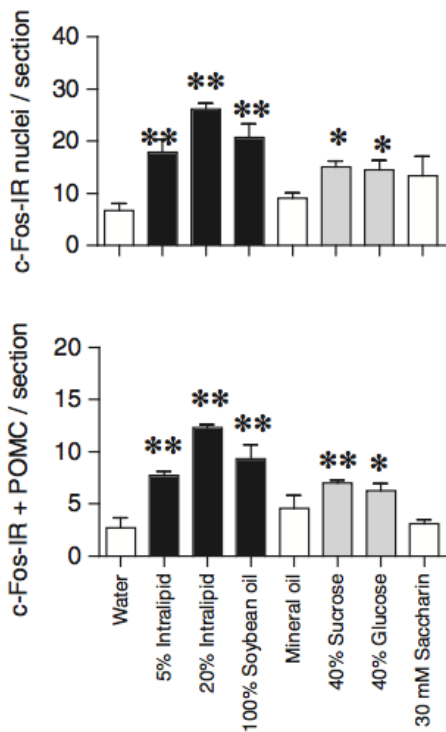 c-Fos-IR nuclei / section
40
30
20
10
0
**
**
**
*
*
c-Fos-IR + POMC / section
20
15
10
5
0
**
**
**
**
*
Water
5% Intralipid
20% Intralipid
100% Soybean oil
Mineral oil
40% Sucrose
40% Glucose
30 mM Saccharin